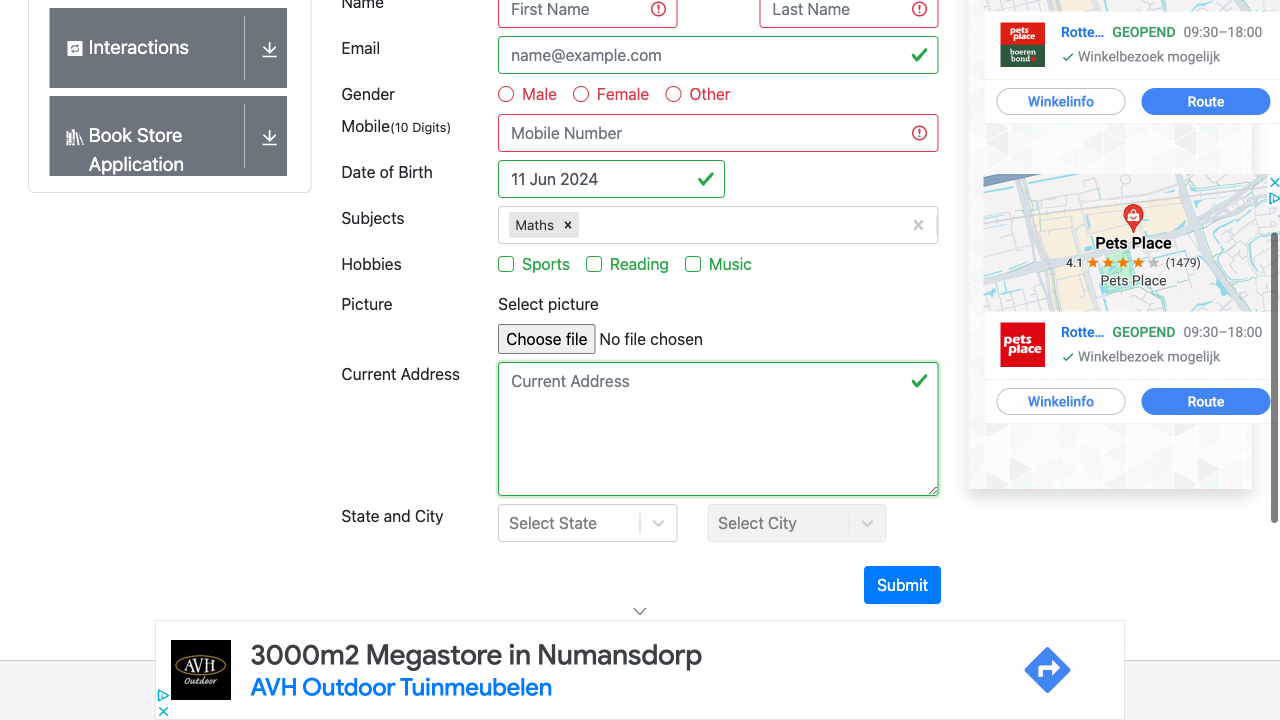 Interactions
Book Store
Application
Name
First Name
Last Name
Email
name@example.com
Gender
Male
Female
Other
Mobile(10 Digits)
Mobile Number
Date of Birth
11 Jun 2024
Subjects
Maths
Hobbies
Sports
Reading
Music
Picture
Select picture
Choose file No file chosen
Current Address
Current Address
State and City
Select State
Select City
Submit
pets place
boeren bond
Rotte... GEOPEND 09:30–18:00
Winkelbezoek mogelijk
Winkelinfo
Route
Pets Place
4.1 (1479)
Pets Place
pets place
Rotte... GEOPEND 09:30–18:00
Winkelbezoek mogelijk
Winkelinfo
Route
AVH
Outdoor
3000m2 Megastore in Numansdorp
AVH Outdoor Tuinmeubelen